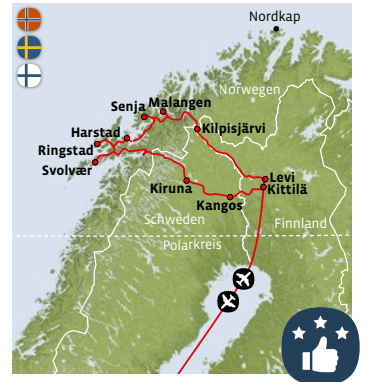 Nordkap
Norwegen
Senja
Malangen
Harstad
Kilpisjärvi
Ringstad
Svolvær
Levi
Kiruna
Kittilä
Kangos
Schweden
Finnland
Polarkreis